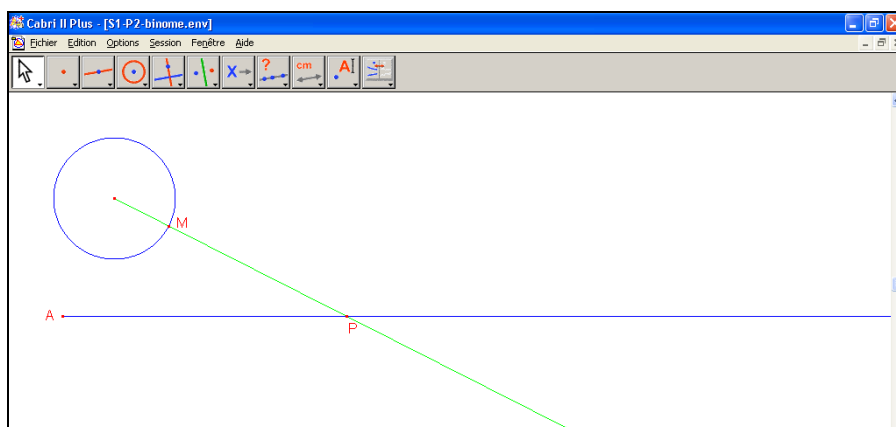 Cabri II Plus - [S1-P2-binome.env]
Fichier Edition Options Session Fenêtre Aide
? cm A
X
M
A
P